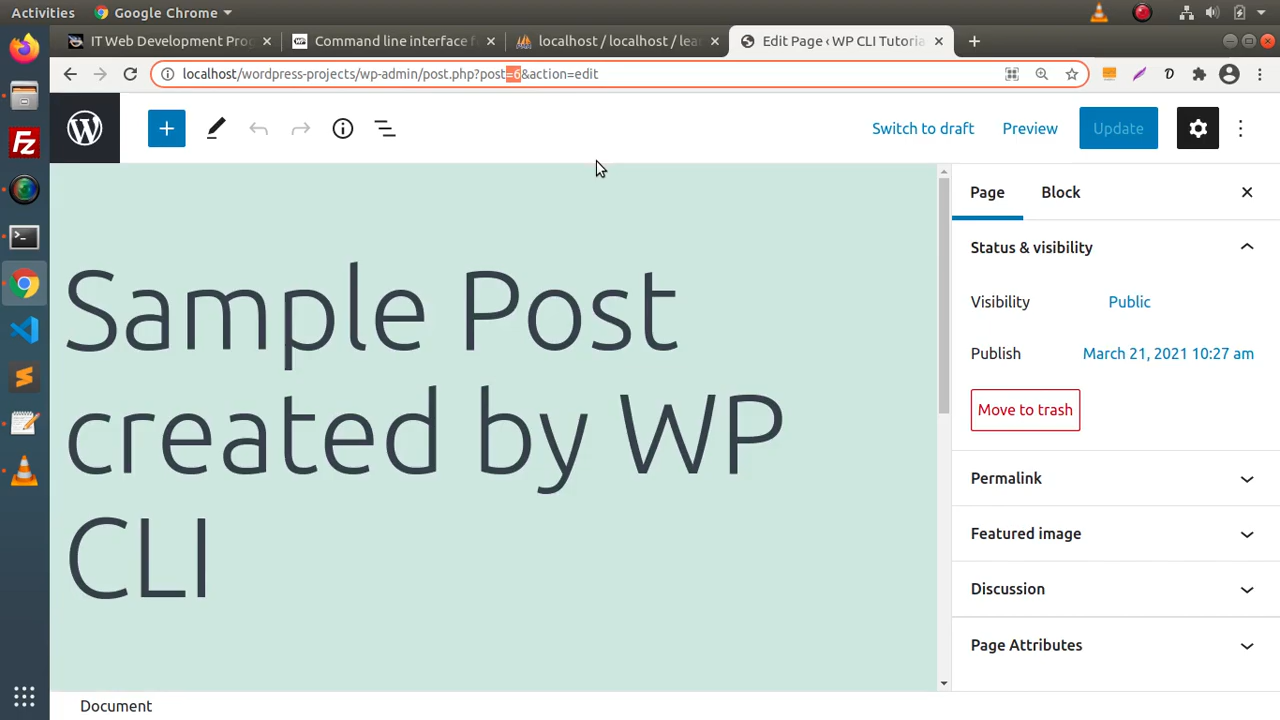 Activities
Google Chrome
IT Web Development Prog
Command line interface f
localhost / localhost / lea
Edit Page ‹ WP CLI Tutoria
localhost/wordpress-projects/wp-admin/post.php?post=6&action=edit
Switch to draft
Preview
Update
Sample Post
created by WP
CLI
Page
Block
Status & visibility
Visibility
Public
Publish
March 21, 2021 10:27 am
Move to trash
Permalink
Featured image
Discussion
Page Attributes
Document